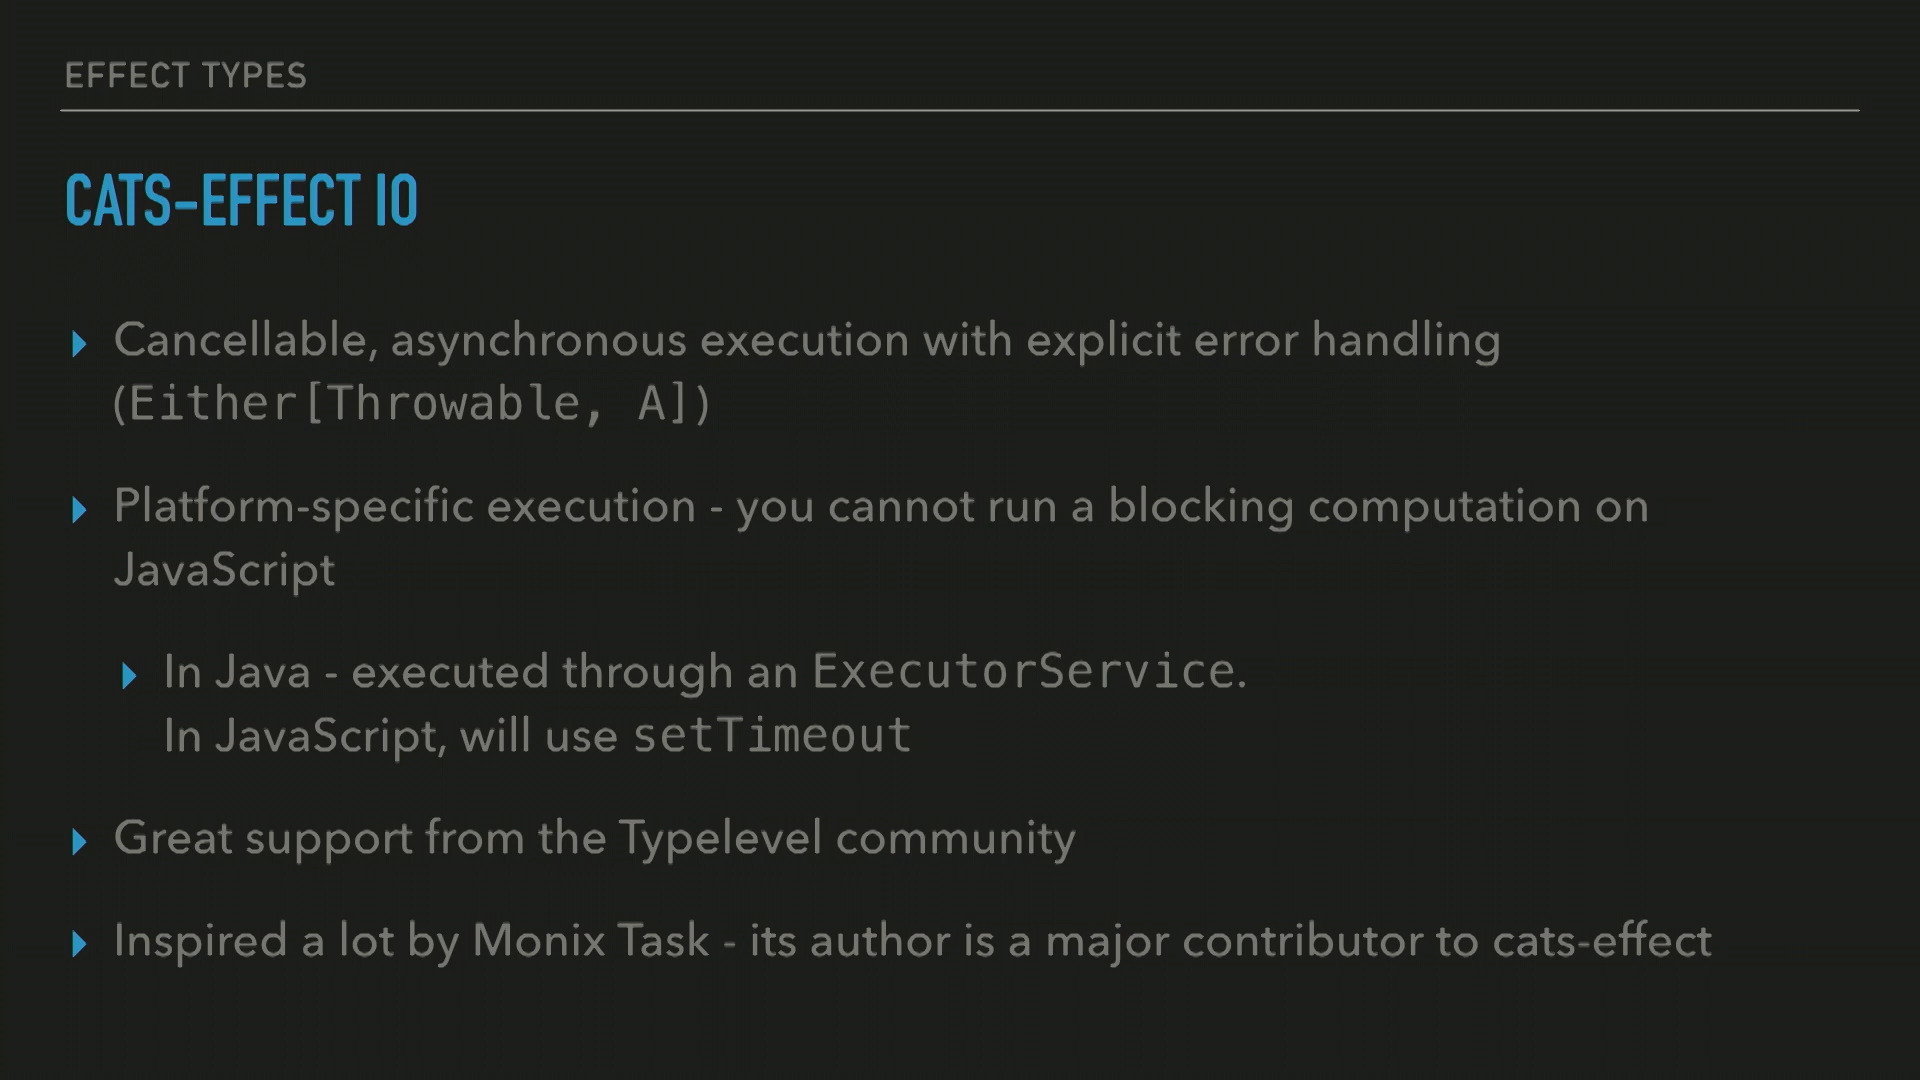 EFFECT TYPES
CATS-EFFECT IO
Cancellable, asynchronous execution with explicit error handling
(Either[Throwable, A])
Platform-specific execution - you cannot run a blocking computation on
JavaScript
In Java - executed through an ExecutorService.
In JavaScript, will use setTimeout
Great support from the Typelevel community
Inspired a lot by Monix Task - its author is a major contributor to cats-effect